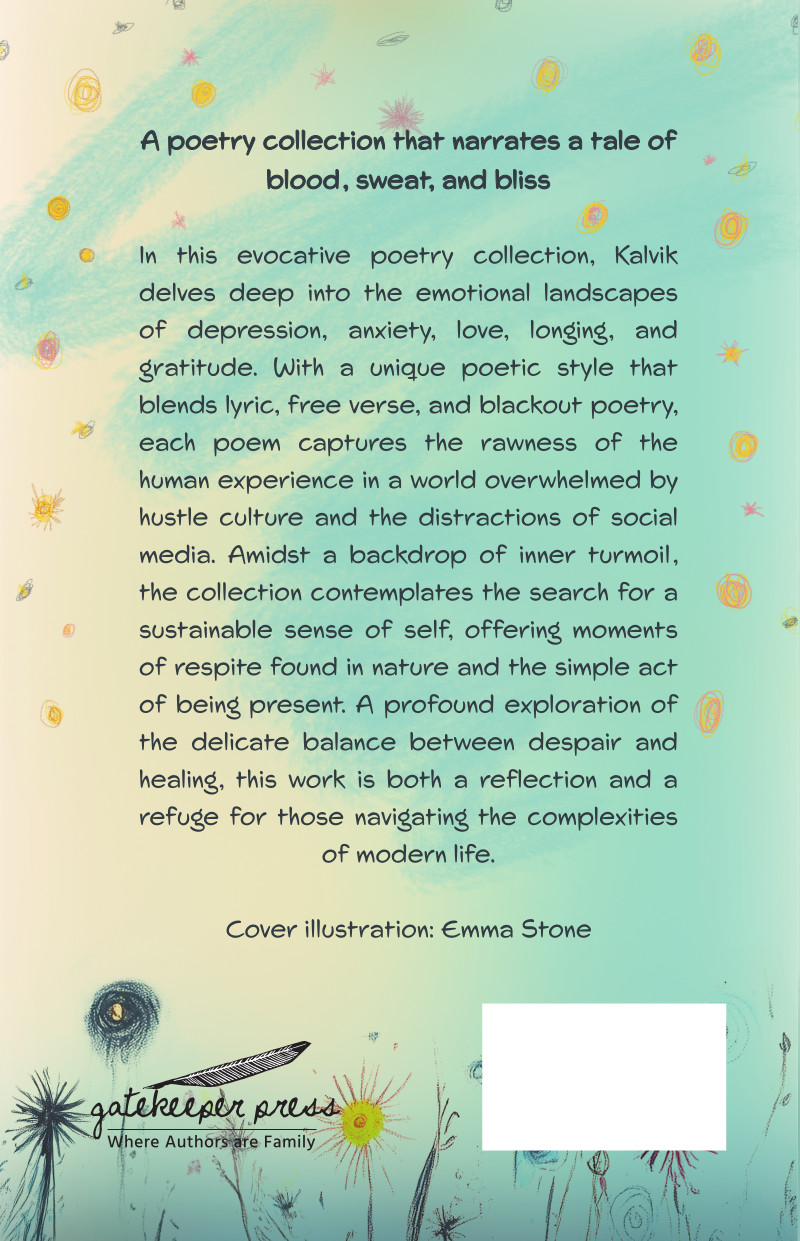 A poetry collection that narrates a tale of
blood, sweat, and bliss
In this evocative poetry collection, Kalvik
delves deep into the emotional landscapes
of depression, anxiety, love, longing, and
gratitude. With a unique poetic style that
blends lyric, free verse, and blackout poetry,
each poem captures the rawness of the
human experience in a world overwhelmed by
hustle culture and the distractions of social
media. Amidst a backdrop of inner turmoil,
the collection contemplates the search for a
sustainable sense of self, offering moments
of respite found in nature and the simple act
of being present. A profound exploration of
the delicate balance between despair and
healing, this work is both a reflection and a
refuge for those navigating the complexities
of modern life.
Cover illustration: Emma Stone
gatekeeper press
Where Authors are Family